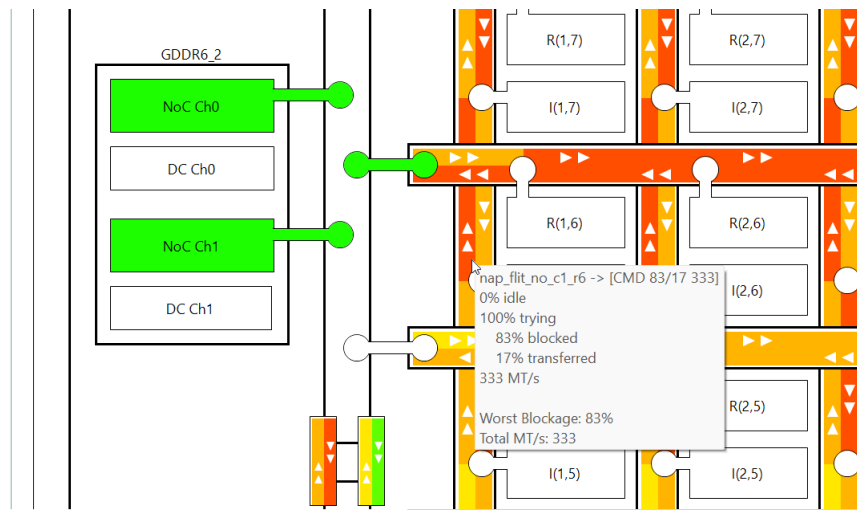 GDDR6_2
NoC Ch0
DC Ch0
NoC Ch1
DC Ch1
R(1,7)
R(2,7)
I(1,7)
I(2,7)
R(1,6)
R(2,6)
I(2,6)
nap_flit_no_c1_r6 -> [CMD 83/17 333]
0% idle
100% trying
83% blocked
17% transferred
333 MT/s
Worst Blockage: 83%
Total MT/s: 333
R(2,5)
I(1,5)
I(2,5)